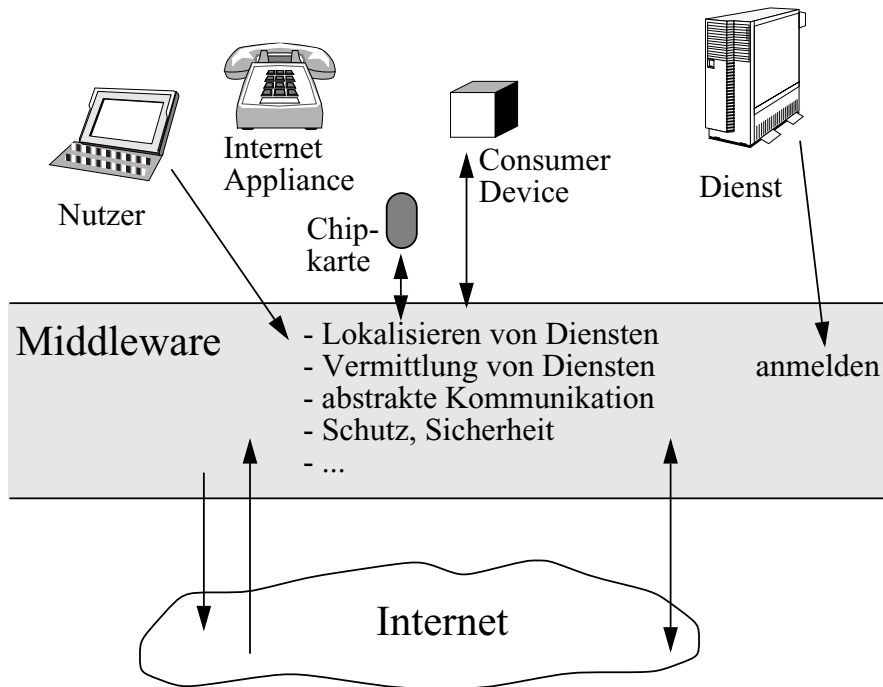 Internet
Appliance
Consumer
Device
Dienst
Nutzer
Chip-
karte
Middleware
- Lokalisieren von Diensten
- Vermittlung von Diensten
- abstrakte Kommunikation
- Schutz, Sicherheit
- ...
anmelden
Internet